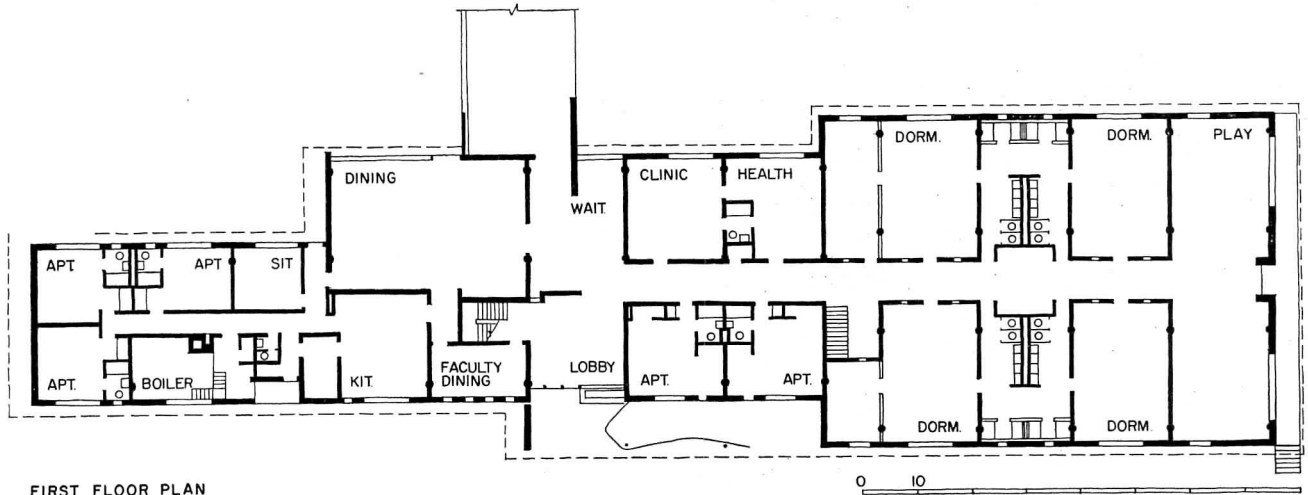 DORM.
DORM.
PLAY
DINING
CLINIC
HEALTH
WAIT.
APT.
APT
SIT
APT.
BOILER
KIT.
FACULTY
DINING
LOBBY
APT.
APT.
DORM.
DORM.
FIRST FLOOR PLAN
0 10